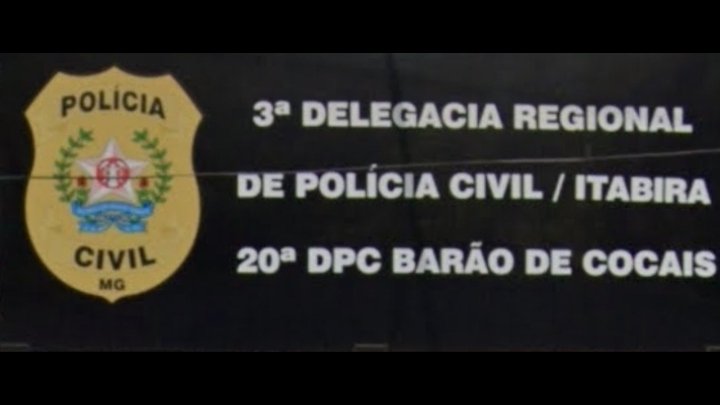 POLÍCIA
CIVIL
MG
3ª DELEGACIA REGIONAL
DE POLÍCIA CIVIL / ITABIRA
20ª DPC BARÃO DE COCAIS